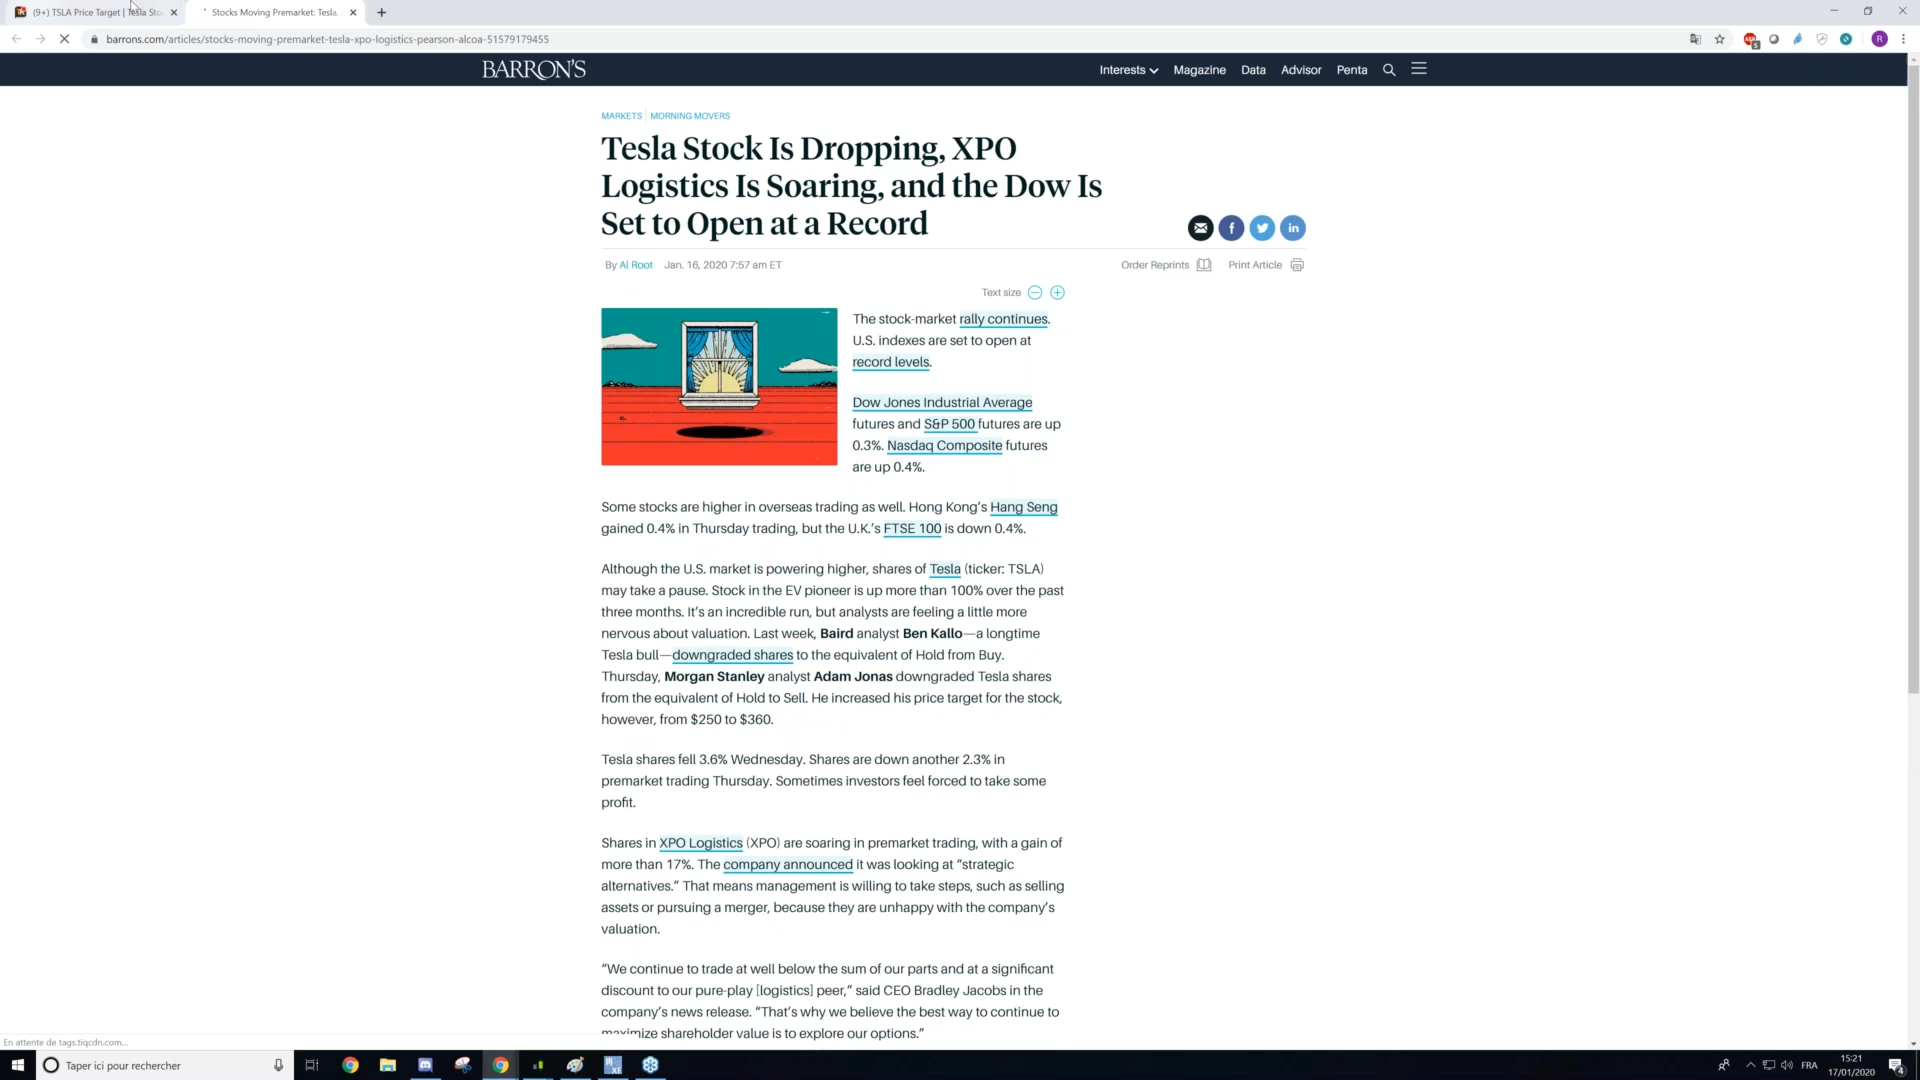 (9+) TSLA Price Target | Tesla Sto
Stocks Moving Premarket: Tesla,
barrons.com/articles/stocks-moving-premarket-tesla-xpo-logistics-pearson-alcoa-51579179455
BARRON'S
Interests
Magazine
Data
Advisor
Penta
MARKETS
MORNING MOVERS
Tesla Stock Is Dropping, XPO
Logistics Is Soaring, and the Dow Is
Set to Open at a Record
By Al Root Jan. 16, 2020 7:57 am ET
Order Reprints
Print Article
Text size
The stock-market rally continues.
U.S. indexes are set to open at
record levels.
Dow Jones Industrial Average
futures and S&P 500 futures are up
0.3%. Nasdaq Composite futures
are up 0.4%.
Some stocks are higher in overseas trading as well. Hong Kong’s Hang Seng
gained 0.4% in Thursday trading, but the U.K.’s FTSE 100 is down 0.4%.
Although the U.S. market is powering higher, shares of Tesla (ticker: TSLA)
may take a pause. Stock in the EV pioneer is up more than 100% over the past
three months. It’s an incredible run, but analysts are feeling a little more
nervous about valuation. Last week, Baird analyst Ben Kallo—a longtime
Tesla bull—downgraded shares to the equivalent of Hold from Buy.
Thursday, Morgan Stanley analyst Adam Jonas downgraded Tesla shares
from the equivalent of Hold to Sell. He increased his price target for the stock,
however, from $250 to $360.
Tesla shares fell 3.6% Wednesday. Shares are down another 2.3% in
premarket trading Thursday. Sometimes investors feel forced to take some
profit.
Shares in XPO Logistics (XPO) are soaring in premarket trading, with a gain of
more than 17%. The company announced it was looking at “strategic
alternatives.” That means management is willing to take steps, such as selling
assets or pursuing a merger, because they are unhappy with the company’s
valuation.
“We continue to trade at well below the sum of our parts and at a significant
discount to our pure-play [logistics] peer,” said CEO Bradley Jacobs in the
company’s news release. “That’s why we believe the best way to continue to
maximize shareholder value is to explore our options.”
En attente de tags.tiqcdn.com...
Taper ici pour rechercher
FRA
15:21
17/01/2020